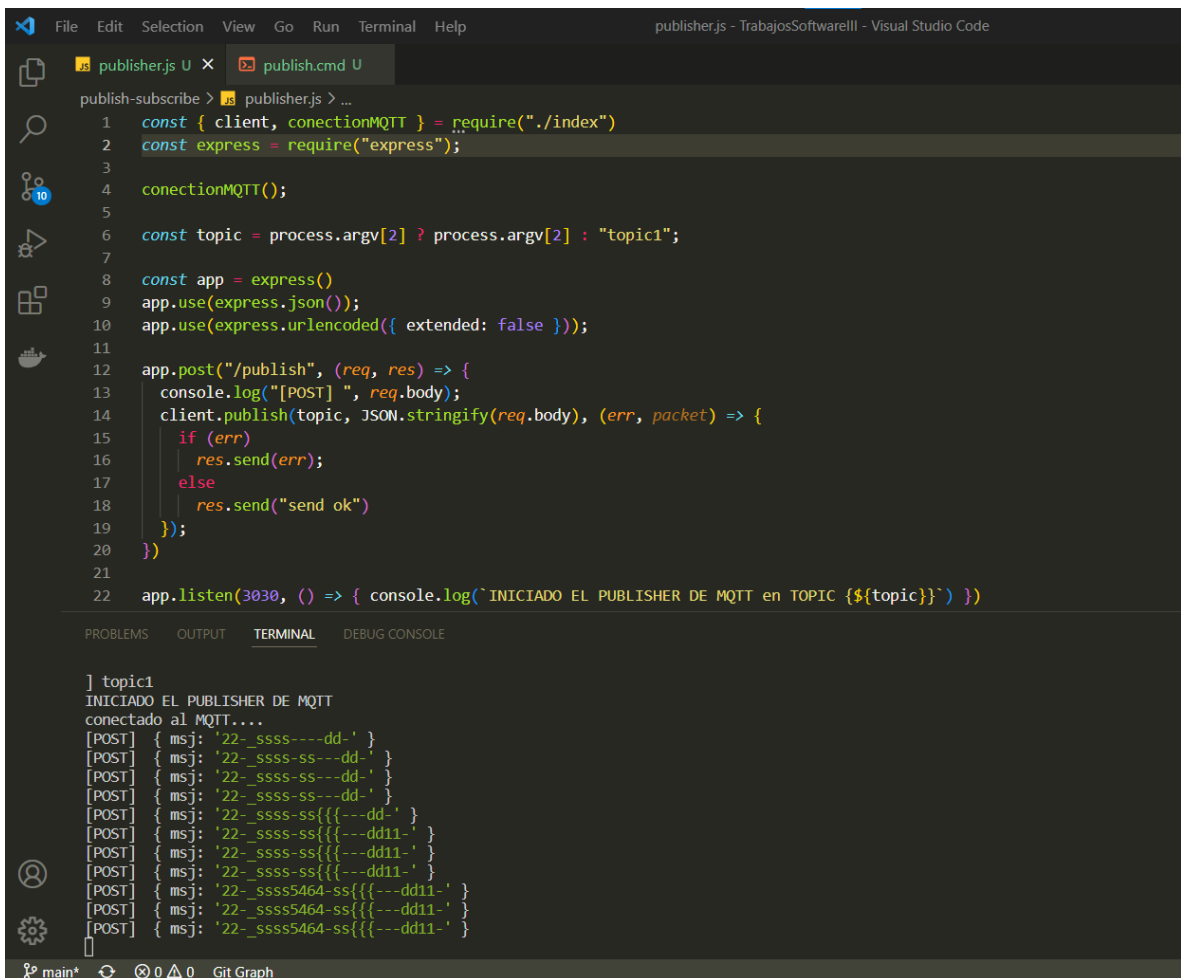 File Edit Selection View Go Run Terminal Help publisher.js - TrabajosSoftwareIII - Visual Studio Code
JS publisher.js U X publish.cmd U
publish-subscribe > JS publisher.js > ...
1 const { client, conectionMQTT } = require("./index")
2 const express = require("express");
3
4 conectionMQTT();
5
6 const topic = process.argv[2] ? process.argv[2] : "topic1";
7
8 const app = express()
9 app.use(express.json());
10 app.use(express.urlencoded({ extended: false }));
11
12 app.post("/publish", (req, res) => {
13 console.log("[POST] ", req.body);
14 client.publish(topic, JSON.stringify(req.body), (err, packet) => {
15 if (err)
16 res.send(err);
17 else
18 res.send("send ok")
19 });
20 })
21
22 app.listen(3030, () => { console.log(`INICIADO EL PUBLISHER DE MQTT en TOPIC {${topic}}`) })
10
PROBLEMS OUTPUT TERMINAL DEBUG CONSOLE
] topic1
INICIADO EL PUBLISHER DE MQTT
conectado al MQTT....
[POST] { msj: '22-_ssss----dd-' }
[POST] { msj: '22-_ssss-ss---dd-' }
[POST] { msj: '22-_ssss-ss---dd-' }
[POST] { msj: '22-_ssss-ss---dd-' }
[POST] { msj: '22-_ssss-ss{{{---dd-' }
[POST] { msj: '22-_ssss-ss{{{---dd11-' }
[POST] { msj: '22-_ssss-ss{{{---dd11-' }
[POST] { msj: '22-_ssss-ss{{{---dd11-' }
[POST] { msj: '22-_ssss5464-ss{{{---dd11-' }
[POST] { msj: '22-_ssss5464-ss{{{---dd11-' }
[POST] { msj: '22-_ssss5464-ss{{{---dd11-' }
main* 0 0 Git Graph